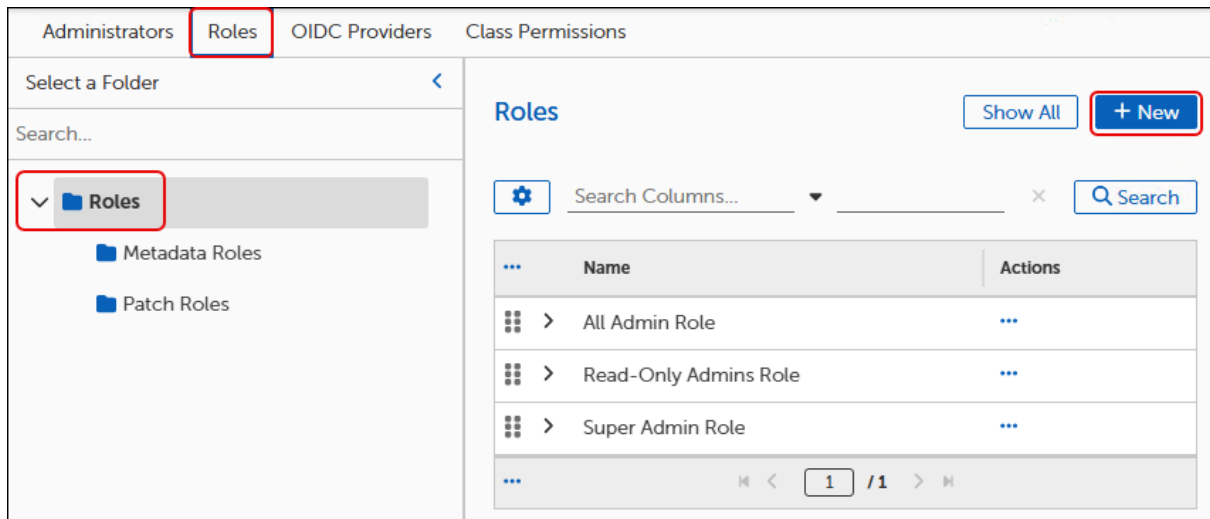 Administrators Roles OIDC Providers Class Permissions
Select a Folder
Search...
Roles
Metadata Roles
Patch Roles
Roles Show All + New
Search Columns... Search
Name Actions
All Admin Role
Read-Only Admins Role
Super Admin Role
1 / 1